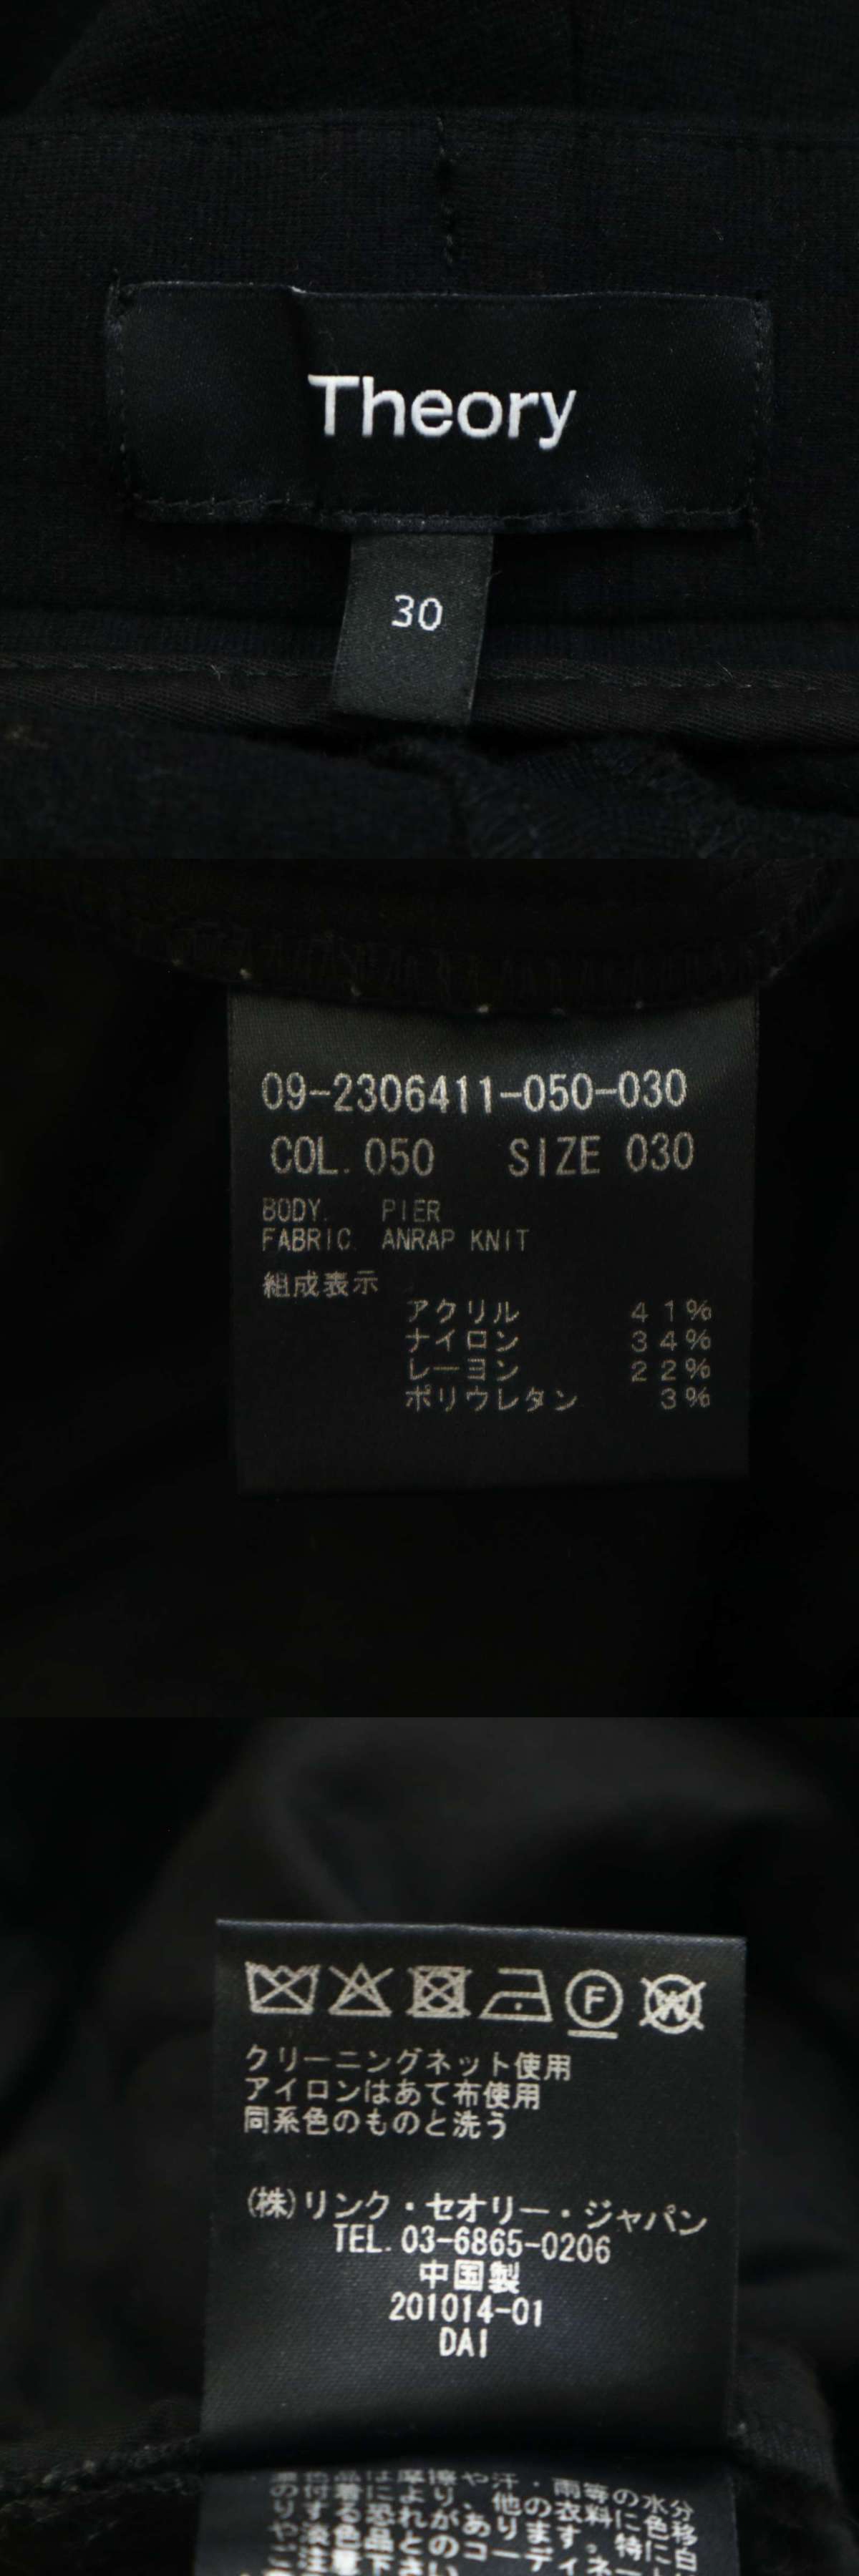 Theory
30
09-2306411-050-030
COL.050 SIZE 030
BODY. PIER
FABRIC. ANRAP KNIT
組成表示
アクリル 41%
ナイロン 34%
レーヨン 22%
ポリウレタン 3%
F W
クリーニングネット使用
アイロンはあて布使用
同系色のものと洗う
(株)リンク・セオリー・ジャパン
TEL.03-6865-0206
中国製
201014-01
DAI